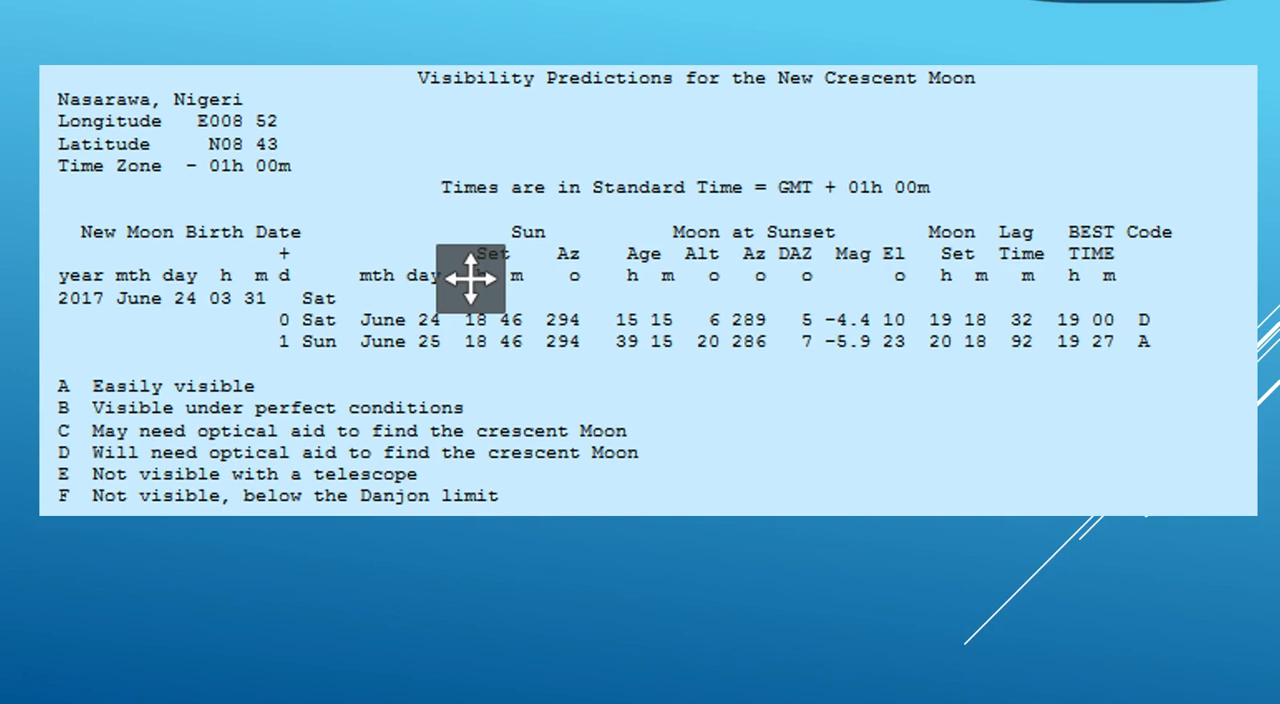 Visibility Predictions for the New Crescent Moon
Nasarawa, Nigeri
Longitude E008 52
Latitude N08 43
Time Zone - 01h 00m
Times are in Standard Time = GMT + 01h 00m
New Moon Birth Date Sun Moon at Sunset Moon Lag BEST Code
+ Set Az Age Alt Az DAZ Mag El Set Time TIME
year mth day h m d mth day m o h m o o o o h m m h m
2017 June 24 03 31 Sat
0 Sat June 24 18 46 294 15 15 6 289 5 -4.4 10 19 18 32 19 00 D
1 Sun June 25 18 46 294 39 15 20 286 7 -5.9 23 20 18 92 19 27 A
A Easily visible
B Visible under perfect conditions
C May need optical aid to find the crescent Moon
D Will need optical aid to find the crescent Moon
E Not visible with a telescope
F Not visible, below the Danjon limit